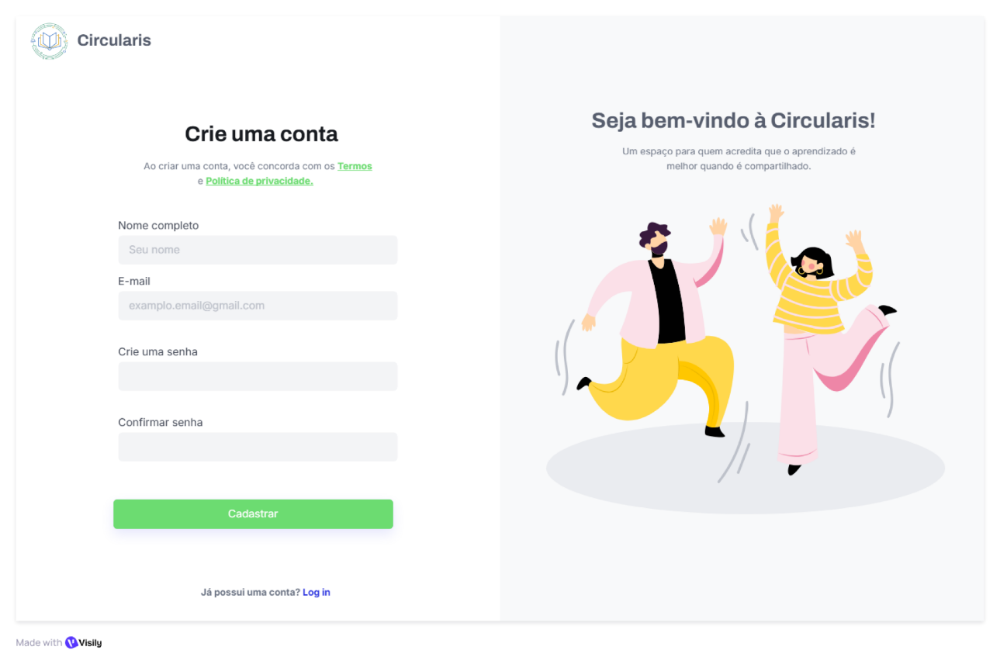 Circularis
Crie uma conta
Ao criar uma conta, você concorda com os Termos
e Política de privacidade.
Nome completo
Seu nome
E-mail
examplo.email@gmail.com
Crie uma senha
Confirmar senha
Cadastrar
Já possui uma conta? Log in
Seja bem-vindo à Circularis!
Um espaço para quem acredita que o aprendizado é
melhor quando é compartilhado.
Made with Visily